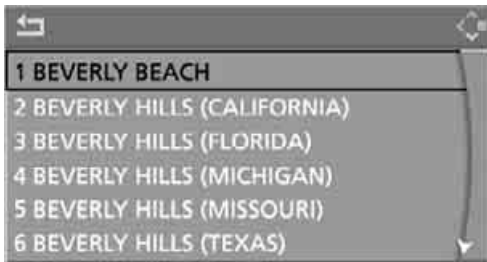 1 BEVERLY BEACH
2 BEVERLY HILLS (CALIFORNIA)
3 BEVERLY HILLS (FLORIDA)
4 BEVERLY HILLS (MICHIGAN)
5 BEVERLY HILLS (MISSOURI)
6 BEVERLY HILLS (TEXAS)